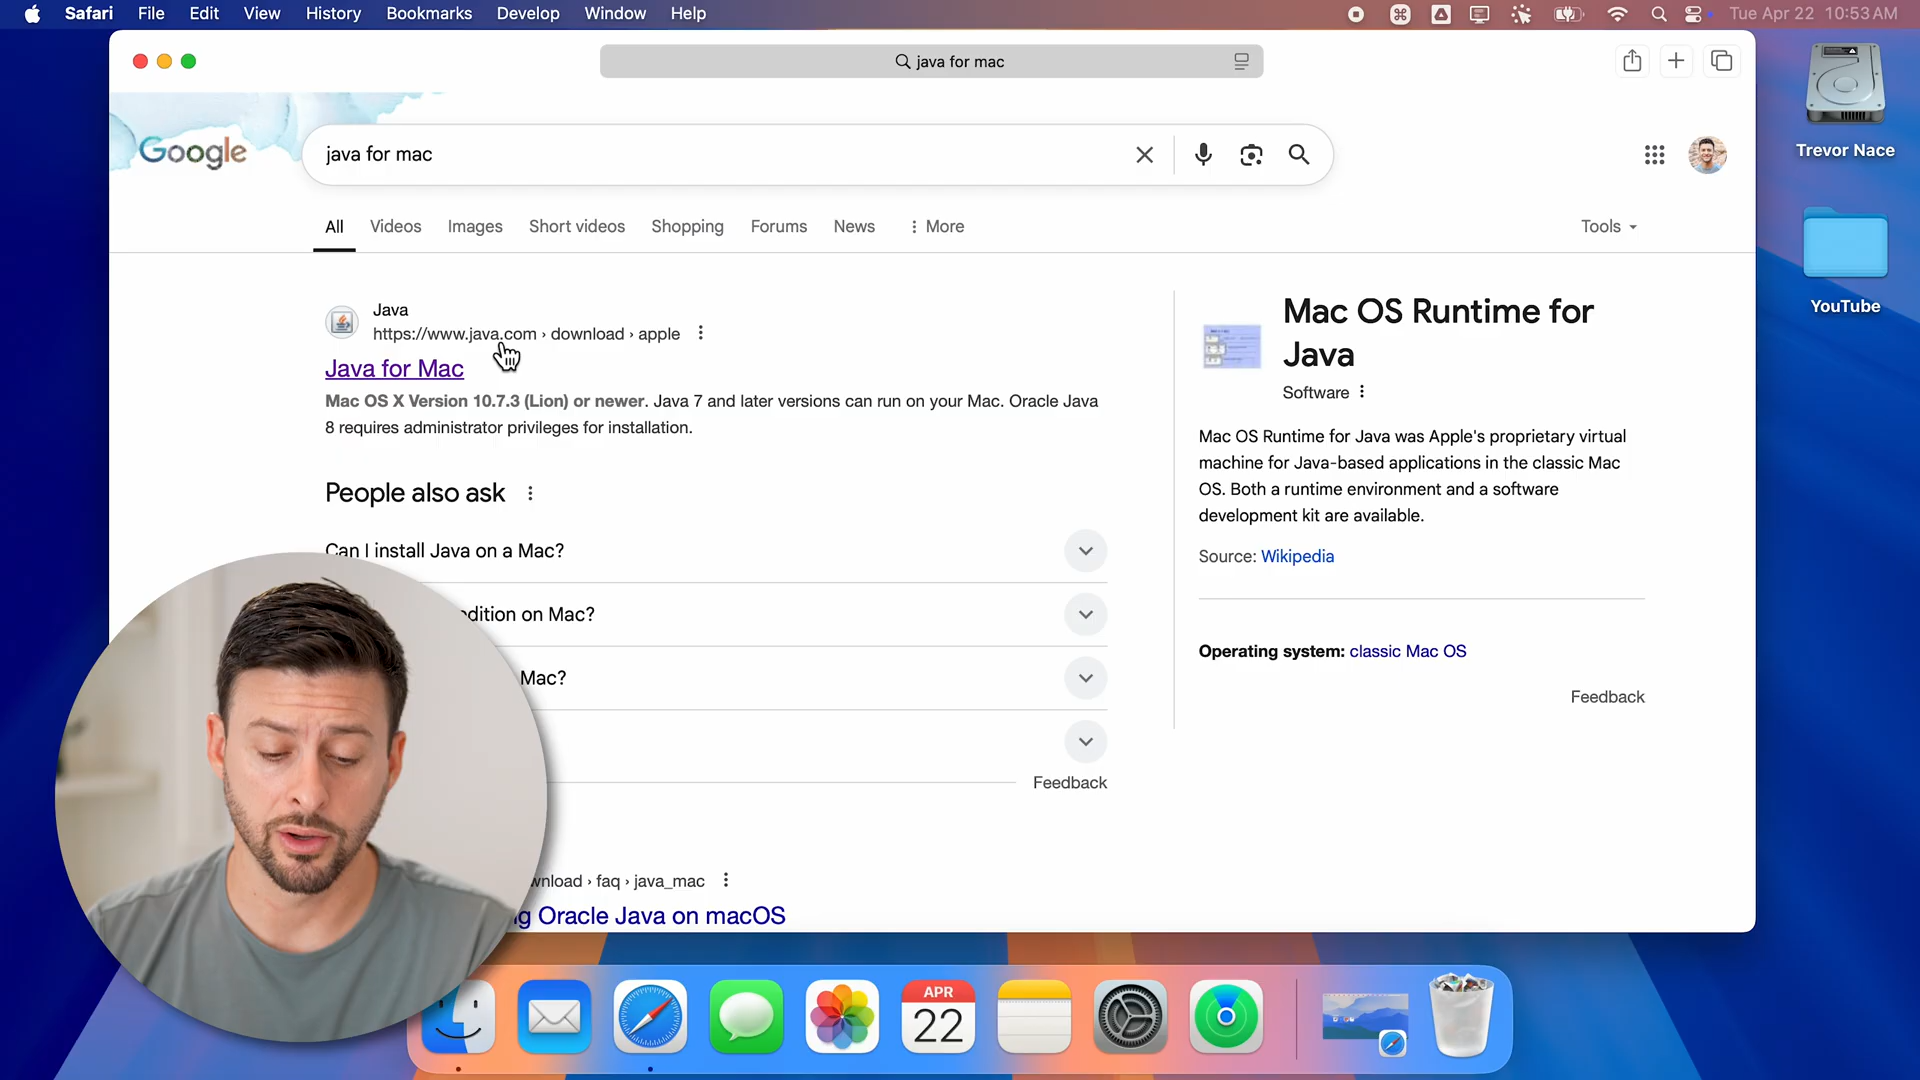 Safari File Edit View History Bookmarks Develop Window Help
Tue Apr 22 10:53 AM
java for mac
Google
java for mac
All Videos Images Short videos Shopping Forums News More
Tools
Java
https://www.java.com › download › apple
Java for Mac
Mac OS X Version 10.7.3 (Lion) or newer. Java 7 and later versions can run on your Mac. Oracle Java
8 requires administrator privileges for installation.
People also ask
Can I install Java on a Mac?
dition on Mac?
Mac?
Feedback
wnload › faq › java_mac
Oracle Java on macOS
Mac OS Runtime for
Java
Software
Mac OS Runtime for Java was Apple's proprietary virtual
machine for Java-based applications in the classic Mac
OS. Both a runtime environment and a software
development kit are available.
Source: Wikipedia
Operating system: classic Mac OS
Feedback
Trevor Nace
YouTube
APR
22